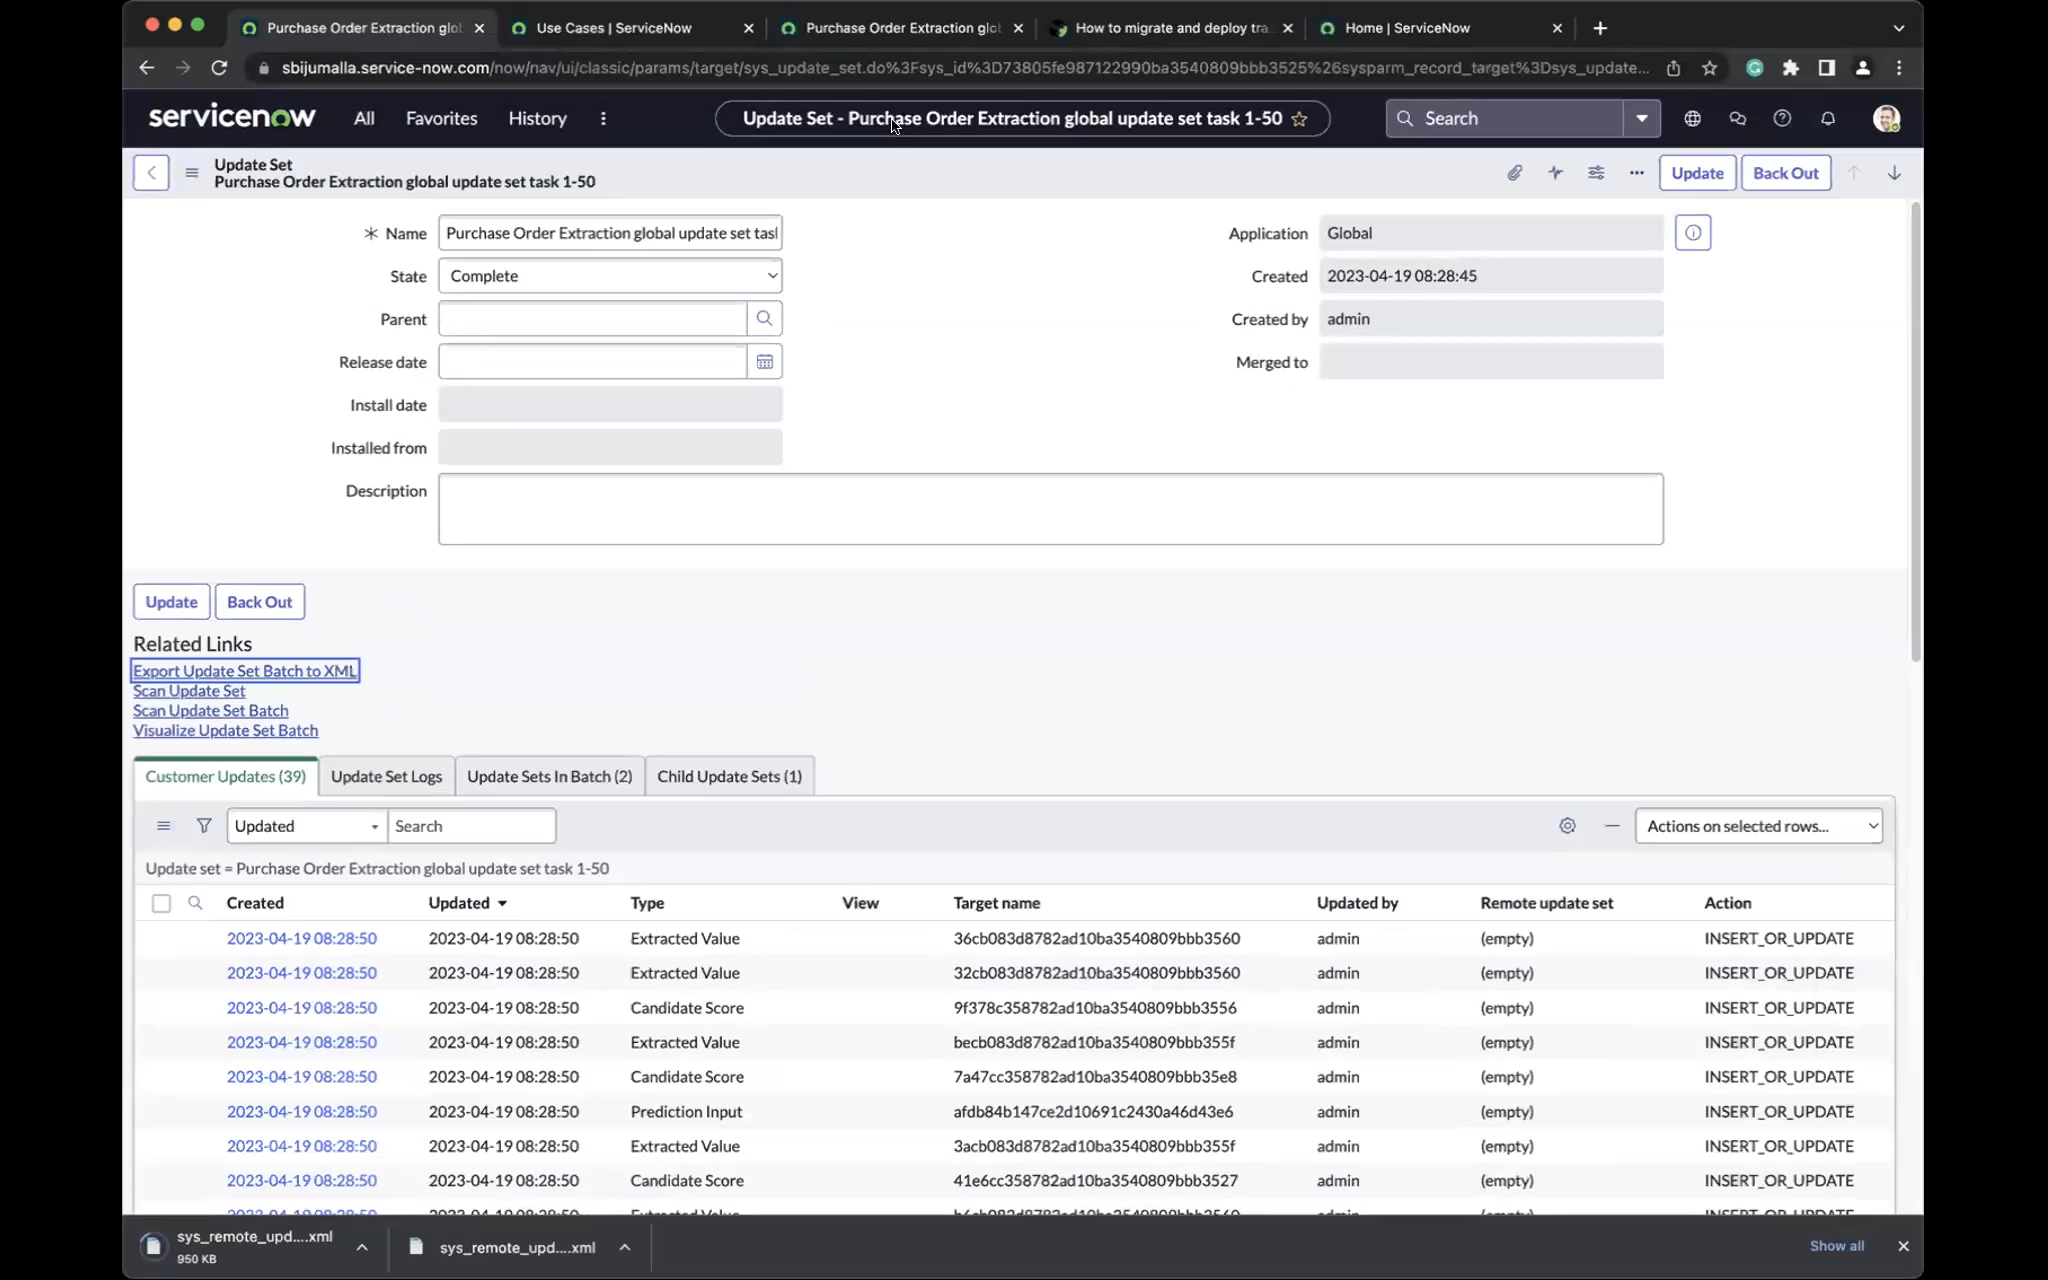 Purchase Order Extraction glol
Use Cases | ServiceNow
Purchase Order Extraction glol
How to migrate and deploy tra
Home | ServiceNow
sbijumalla.service-now.com/now/nav/ui/classic/params/target/sys_update_set.do%3Fsys_id%3D73805fe987122990ba3540809bbb3525%26sysparm_record_target%3Dsys_update...
servicenow
All
Favorites
History
Update Set - Purchase Order Extraction global update set task 1-50
Search
Update Set
Purchase Order Extraction global update set task 1-50
Update
Back Out
Name
Purchase Order Extraction global update set tasl
Application
Global
State
Complete
Created
2023-04-19 08:28:45
Parent
Created by
admin
Release date
Merged to
Install date
Installed from
Description
Update
Back Out
Related Links
Export Update Set Batch to XML
Scan Update Set
Scan Update Set Batch
Visualize Update Set Batch
Customer Updates (39)
Update Set Logs
Update Sets In Batch (2)
Child Update Sets (1)
Updated
Search
Actions on selected rows...
Update set = Purchase Order Extraction global update set task 1-50
Created Updated Type View Target name Updated by Remote update set Action
2023-04-19 08:28:50 2023-04-19 08:28:50 Extracted Value 36cb083d8782ad10ba3540809bbb3560 admin (empty) INSERT_OR_UPDATE
2023-04-19 08:28:50 2023-04-19 08:28:50 Extracted Value 32cb083d8782ad10ba3540809bbb3560 admin (empty) INSERT_OR_UPDATE
2023-04-19 08:28:50 2023-04-19 08:28:50 Candidate Score 9f378c358782ad10ba3540809bbb3556 admin (empty) INSERT_OR_UPDATE
2023-04-19 08:28:50 2023-04-19 08:28:50 Extracted Value becb083d8782ad10ba3540809bbb355f admin (empty) INSERT_OR_UPDATE
2023-04-19 08:28:50 2023-04-19 08:28:50 Candidate Score 7a47cc358782ad10ba3540809bbb35e8 admin (empty) INSERT_OR_UPDATE
2023-04-19 08:28:50 2023-04-19 08:28:50 Prediction Input afdb84b147ce2d10691c2430a46d43e6 admin (empty) INSERT_OR_UPDATE
2023-04-19 08:28:50 2023-04-19 08:28:50 Extracted Value 3acb083d8782ad10ba3540809bbb355f admin (empty) INSERT_OR_UPDATE
2023-04-19 08:28:50 2023-04-19 08:28:50 Candidate Score 41e6cc358782ad10ba3540809bbb3527 admin (empty) INSERT_OR_UPDATE
sys_remote_upd....xml
950 KB
sys_remote_upd....xml
Show all